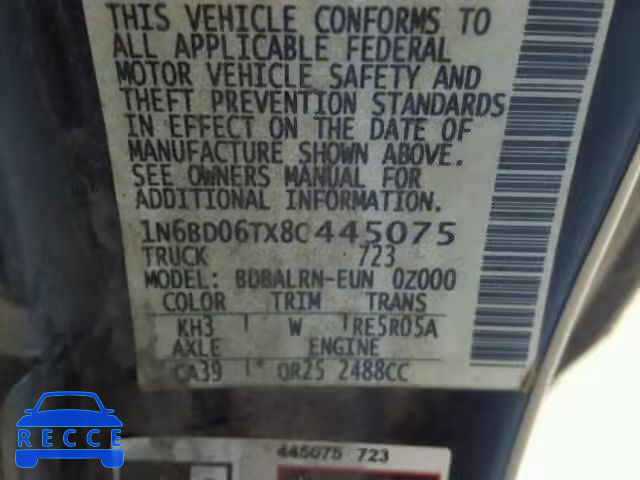 THIS VEHICLE CONFORMS TO
ALL APPLICABLE FEDERAL
MOTOR VEHICLE SAFETY AND
THEFT PREVENTION STANDARDS
IN EFFECT ON THE DATE OF
MANUFACTURE SHOWN ABOVE.
SEE OWNERS MANUAL FOR
ADDITIONAL INFORMATION.
1N6BD06TX8C445075
TRUCK 723
MODEL: BDBALRN-EUN 0Z000
COLOR TRIM TRANS
KH3 W RE5R05A
AXLE ENGINE
CA39 QR25 2488CC
445075 723
RECCE